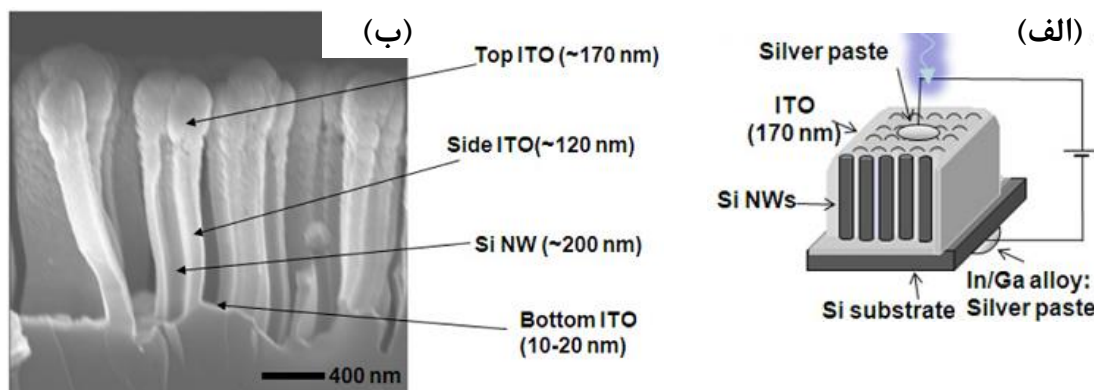 (ب)
Top ITO (~170 nm)
Side ITO(~120 nm)
Si NW (~200 nm)
Bottom ITO
(10-20 nm)
400 nm
(الف)
Silver paste
ITO
(170 nm)
Si NWs
In/Ga alloy:
Silver paste
Si substrate